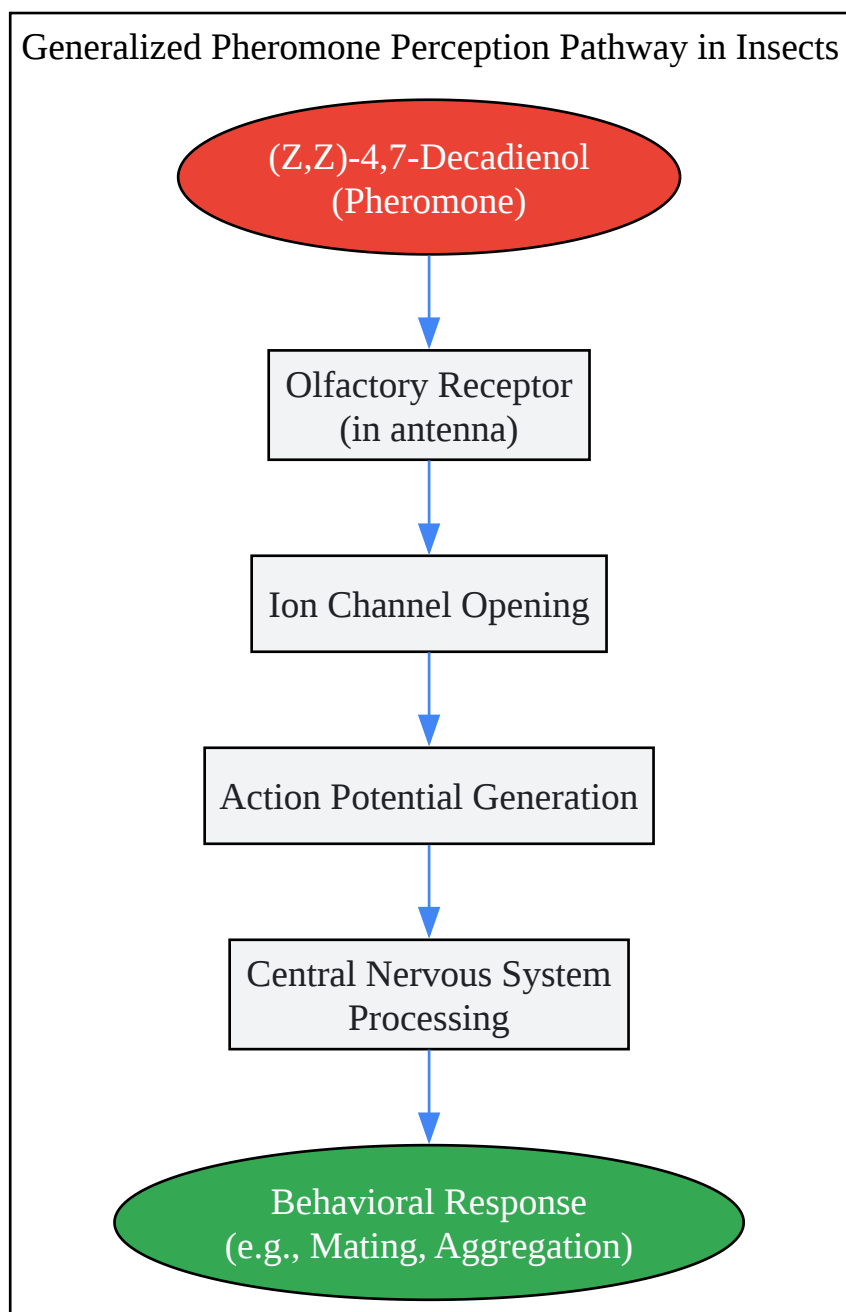 Generalized Pheromone Perception Pathway in Insects
(Z,Z)-4,7-Decadienol
(Pheromone)
Olfactory Receptor
(in antenna)
Ion Channel Opening
Action Potential Generation
Central Nervous System
Processing
Behavioral Response
(e.g., Mating, Aggregation)